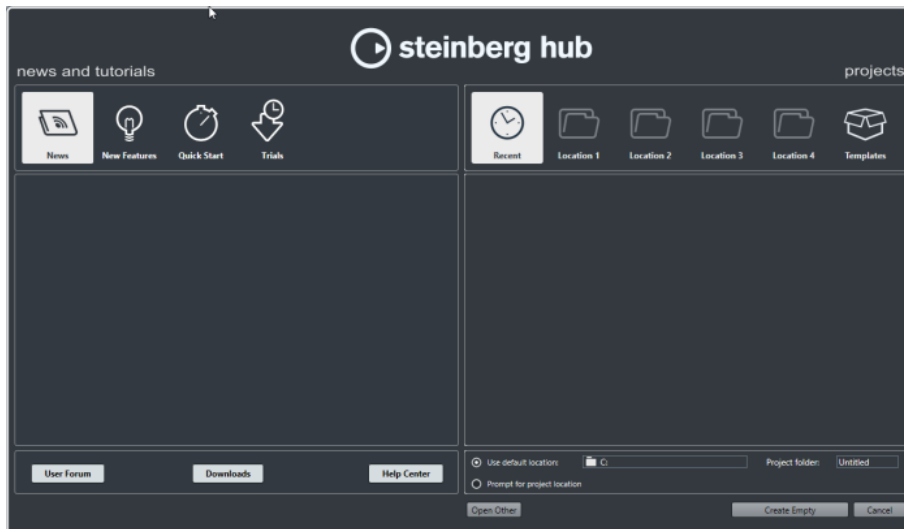 steinberg hub
news and tutorials
projects
News
New Features
Quick Start
Trials
Recent
Location 1
Location 2
Location 3
Location 4
Templates
User Forum
Downloads
Help Center
Use default location:
C:
Project folder:
Untitled
Prompt for project location
Open Other
Create Empty
Cancel